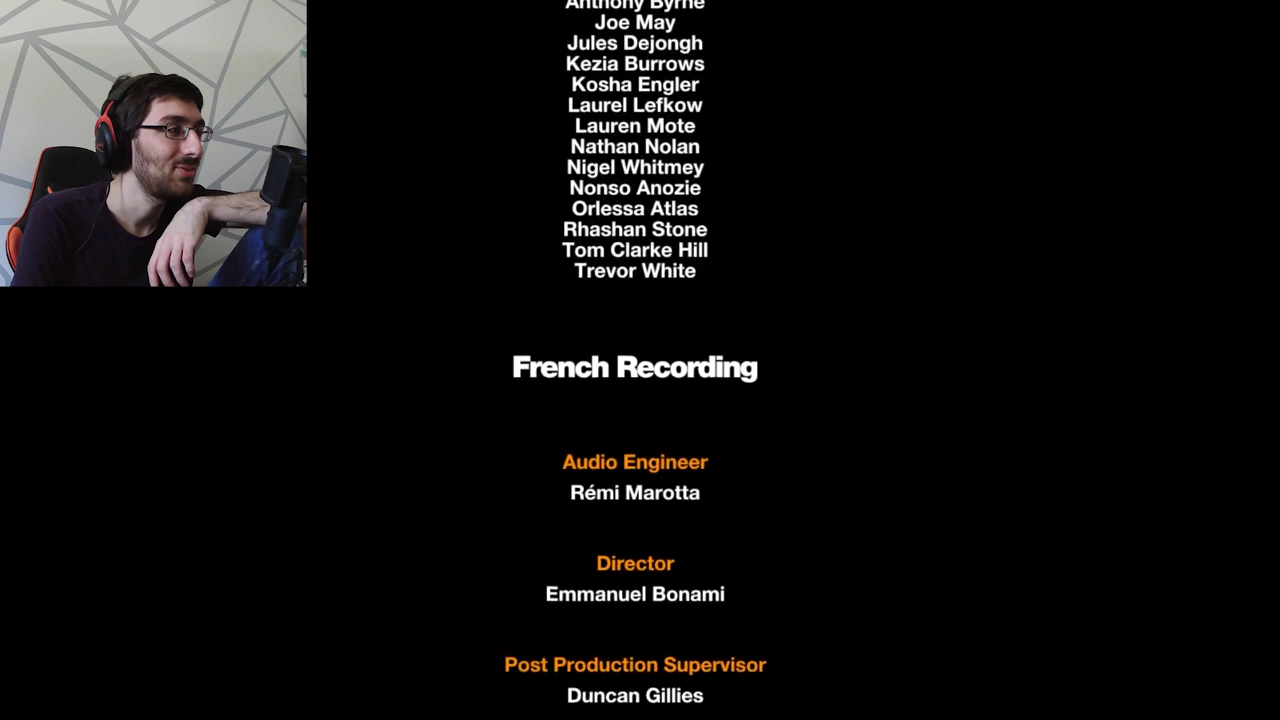 Anthony Byrne
Joe May
Jules Dejongh
Kezia Burrows
Kosha Engler
Laurel Lefkow
Lauren Mote
Nathan Nolan
Nigel Whitmey
Nonso Anozie
Orlessa Atlas
Rhashan Stone
Tom Clarke Hill
Trevor White
French Recording
Audio Engineer
Rémi Marotta
Director
Emmanuel Bonami
Post Production Supervisor
Duncan Gillies